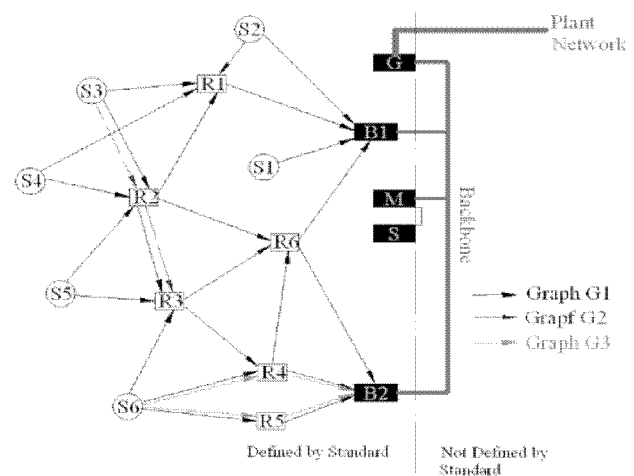 Plant
Network
S2
G
S3
R1
B1
S1
S4
R2
M
S
Backbone
R6
S5
R3
Graph G1
Grapf G2
Graph G3
R4
B2
S6
R5
Defined by Standard
Not Defined by
Standard